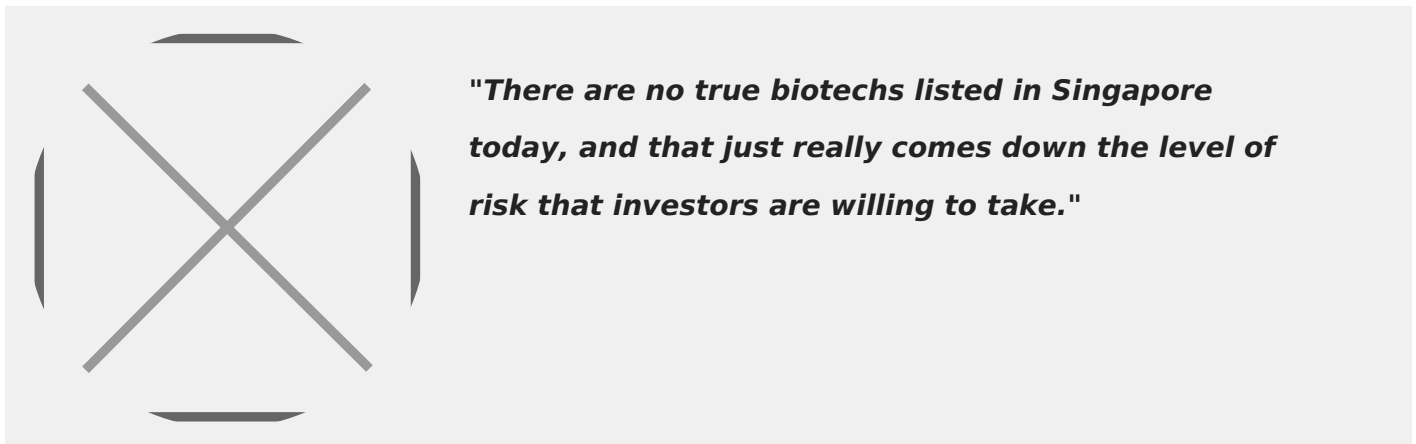 "There are no true biotechs listed in Singapore
today, and that just really comes down the level of
risk that investors are willing to take."